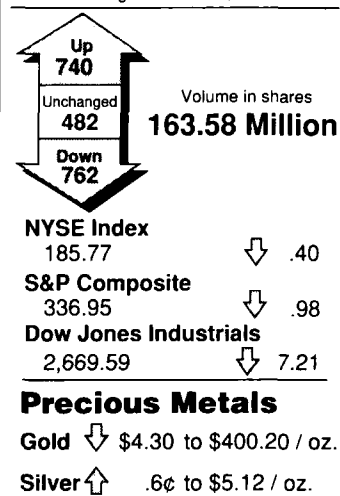 Up
740
Unchanged
482
Down
762
Volume in shares
163.58 Million
NYSE Index
185.77 .40
S&P Composite
336.95 .98
Dow Jones Industrials
2,669.59 7.21
Precious Metals
Gold $4.30 to $400.20 / oz.
Silver .6¢ to $5.12 / oz.